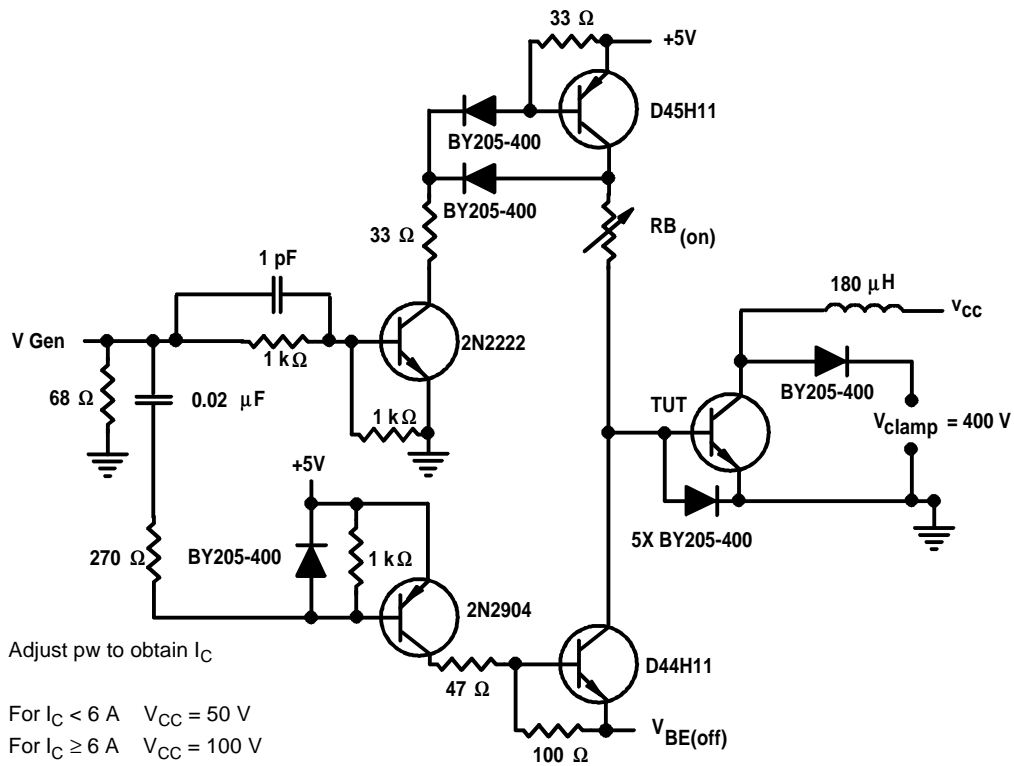 33 Ω
+5V
D45H11
BY205-400
BY205-400
33 Ω
RB(on)
1 pF
180 μH
vcc
V Gen
1 kΩ
2N2222
BY205-400
68 Ω
0.02 μF
1 kΩ
TUT
Vclamp = 400 V
+5V
5X BY205-400
270 Ω
BY205-400
1 kΩ
2N2904
Adjust pw to obtain IC
D44H11
47 Ω
For IC < 6 A VCC = 50 V
VBE(off)
For IC ≥ 6 A VCC = 100 V
100 Ω